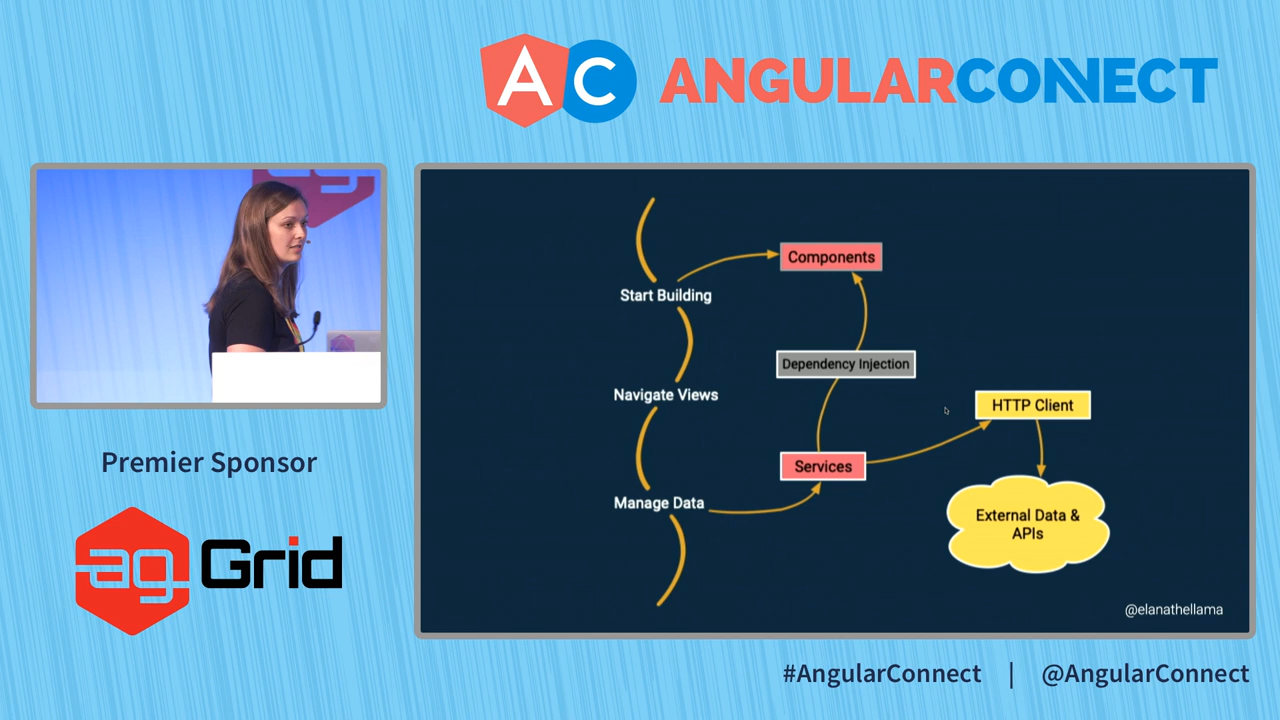 AC ANGULARCONNECT
Components
Start Building
Dependency Injection
Navigate Views
HTTP Client
Services
Manage Data
External Data &
APIs
@elanathellama
Premier Sponsor
ag Grid
#AngularConnect | @AngularConnect